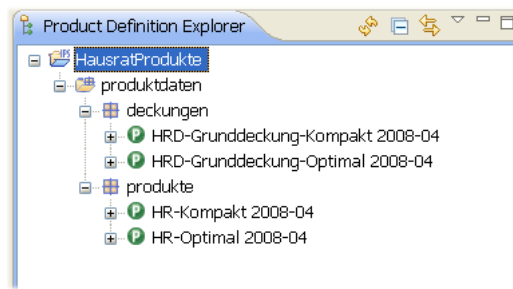 Product Definition Explorer
HausratProdukte
produktdaten
deckungen
HRD-Grunddeckung-Kompakt 2008-04
HRD-Grunddeckung-Optimal 2008-04
produkte
HR-Kompakt 2008-04
HR-Optimal 2008-04